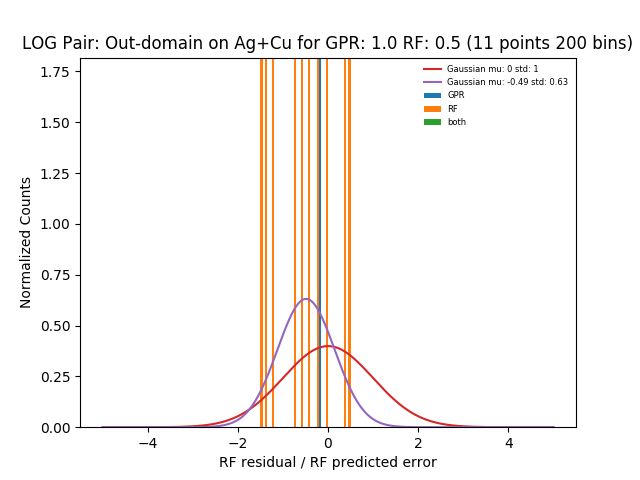 LOG Pair: Out-domain on Ag+Cu for GPR: 1.0 RF: 0.5 (11 points 200 bins)
Gaussian mu: 0 std: 1
Gaussian mu: -0.49 std: 0.63
GPR
RF
both
Normalized Counts
1.75
1.50
1.25
1.00
0.75
0.50
0.25
0.00
−4 −2 0 2 4
RF residual / RF predicted error